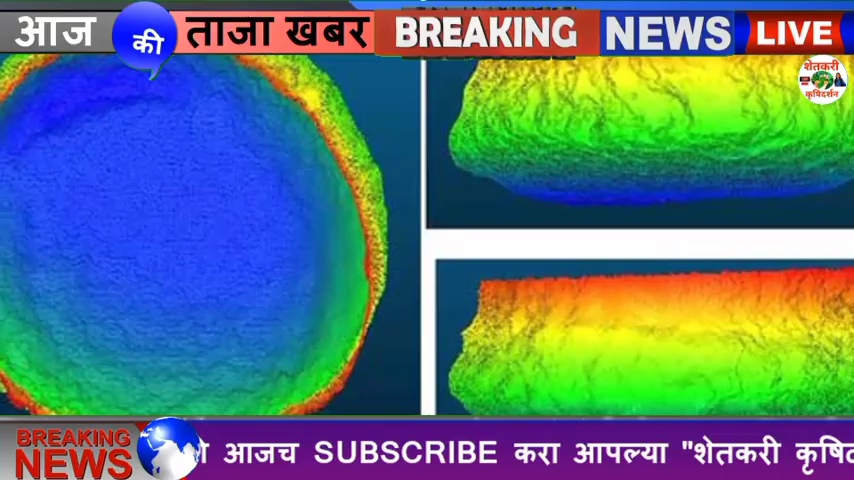 आज की ताजा खबर BREAKING NEWS LIVE
शेतकरी
कृषिदर्शन
BREAKING
NEWS
आजच SUBSCRIBE करा आपल्या "शेतकरी